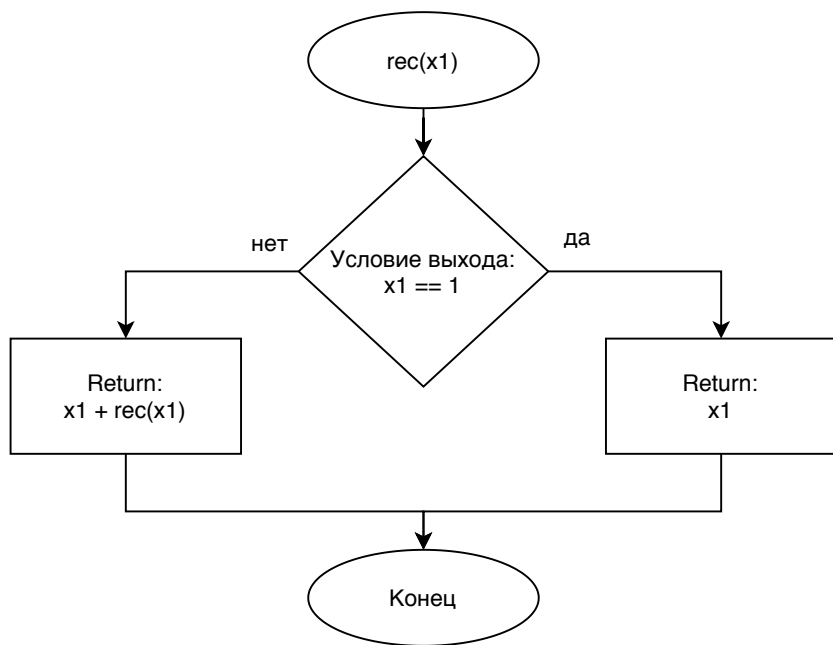 rec(x1)
нет
да
Условие выхода:
x1 == 1
Return:
x1 + rec(x1)
Return:
x1
Конец